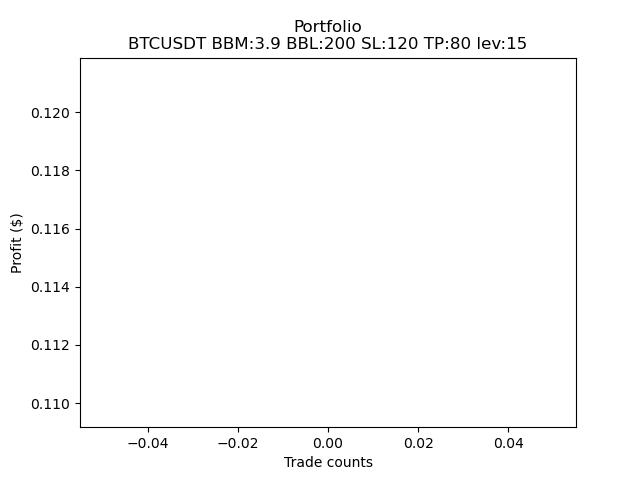 Portfolio
BTCUSDT BBM:3.9 BBL:200 SL:120 TP:80 lev:15
0.120
0.118
0.116
0.114
0.112
0.110
Profit ($)
−0.04 −0.02 0.00 0.02 0.04
Trade counts